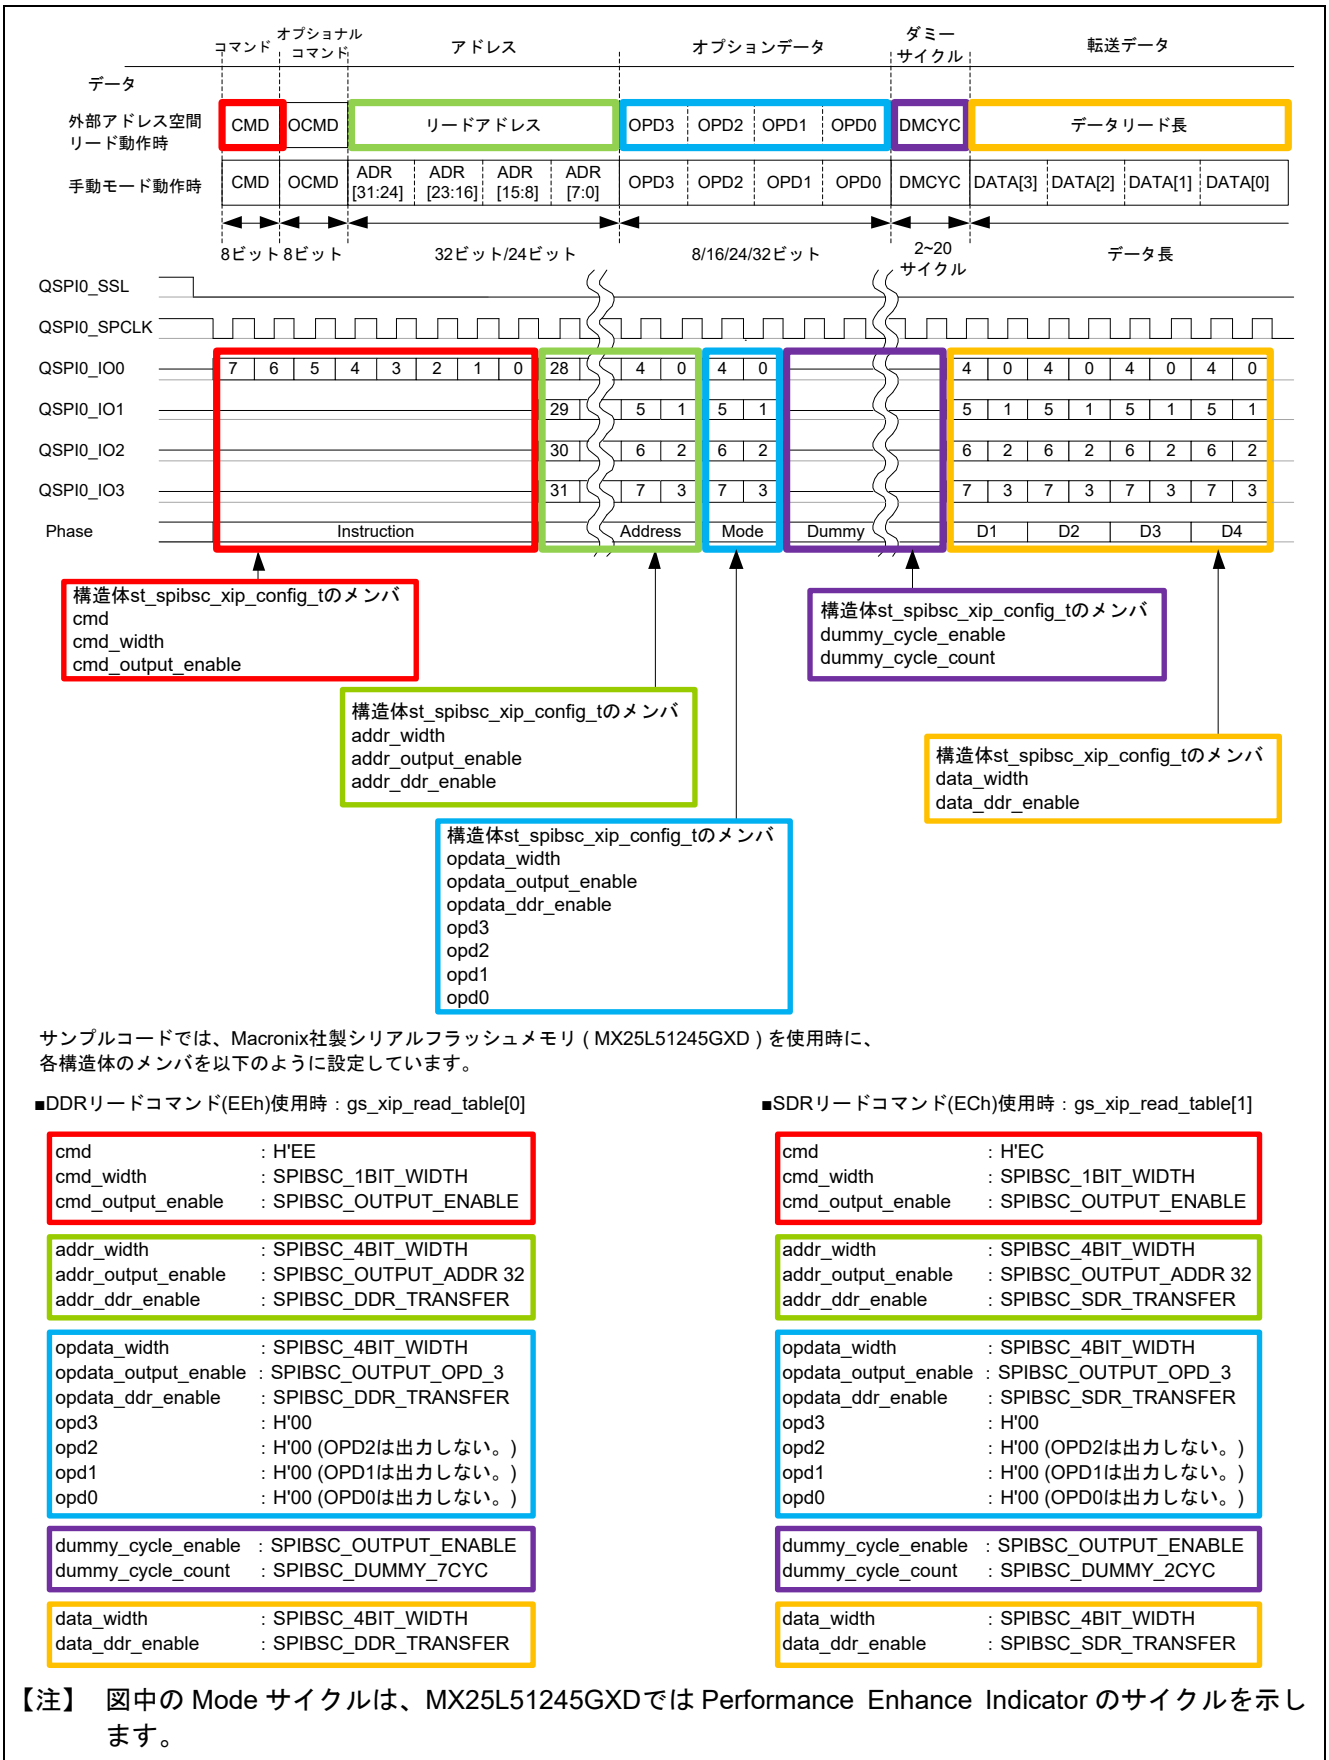 コマンド オプショナル コマンド アドレス オプションデータ ダミー サイクル 転送データ
データ
外部アドレス空間 リード動作時 CMD OCMD リードアドレス OPD3 OPD2 OPD1 OPD0 DMCYC データリード長
手動モード動作時 CMD OCMD ADR [31:24] ADR [23:16] ADR [15:8] ADR [7:0] OPD3 OPD2 OPD1 OPD0 DMCYC DATA[3] DATA[2] DATA[1] DATA[0]
8ビット 8ビット 32ビット/24ビット 8/16/24/32ビット 2~20 サイクル データ長
QSPI0_SSL
QSPI0_SPCLK
QSPI0_IO0 7 6 5 4 3 2 1 0 28 4 0 4 0 4 0 4 0 4 0 4 0
QSPI0_IO1 29 5 1 5 1 5 1 5 1 5 1 5 1
QSPI0_IO2 30 6 2 6 2 6 2 6 2 6 2 6 2
QSPI0_IO3 31 7 3 7 3 7 3 7 3 7 3 7 3
Phase Instruction Address Mode Dummy D1 D2 D3 D4
構造体st_spibsc_xip_config_tのメンバ
cmd
cmd_width
cmd_output_enable
構造体st_spibsc_xip_config_tのメンバ
dummy_cycle_enable
dummy_cycle_count
構造体st_spibsc_xip_config_tのメンバ
addr_width
addr_output_enable
addr_ddr_enable
構造体st_spibsc_xip_config_tのメンバ
data_width
data_ddr_enable
構造体st_spibsc_xip_config_tのメンバ
opdata_width
opdata_output_enable
opdata_ddr_enable
opd3
opd2
opd1
opd0
サンプルコードでは、Macronix社製シリアルフラッシュメモリ ( MX25L51245GXD ) を使用時に、
各構造体のメンバを以下のように設定しています。
■DDRリードコマンド(EEh)使用時：gs_xip_read_table[0]
cmd : H'EE
cmd_width : SPIBSC_1BIT_WIDTH
cmd_output_enable : SPIBSC_OUTPUT_ENABLE
addr_width : SPIBSC_4BIT_WIDTH
addr_output_enable : SPIBSC_OUTPUT_ADDR 32
addr_ddr_enable : SPIBSC_DDR_TRANSFER
opdata_width : SPIBSC_4BIT_WIDTH
opdata_output_enable : SPIBSC_OUTPUT_OPD_3
opdata_ddr_enable : SPIBSC_DDR_TRANSFER
opd3 : H'00
opd2 : H'00 (OPD2は出力しない。)
opd1 : H'00 (OPD1は出力しない。)
opd0 : H'00 (OPD0は出力しない。)
dummy_cycle_enable : SPIBSC_OUTPUT_ENABLE
dummy_cycle_count : SPIBSC_DUMMY_7CYC
data_width : SPIBSC_4BIT_WIDTH
data_ddr_enable : SPIBSC_DDR_TRANSFER
■SDRリードコマンド(ECh)使用時：gs_xip_read_table[1]
cmd : H'EC
cmd_width : SPIBSC_1BIT_WIDTH
cmd_output_enable : SPIBSC_OUTPUT_ENABLE
addr_width : SPIBSC_4BIT_WIDTH
addr_output_enable : SPIBSC_OUTPUT_ADDR 32
addr_ddr_enable : SPIBSC_SDR_TRANSFER
opdata_width : SPIBSC_4BIT_WIDTH
opdata_output_enable : SPIBSC_OUTPUT_OPD_3
opdata_ddr_enable : SPIBSC_SDR_TRANSFER
opd3 : H'00
opd2 : H'00 (OPD2は出力しない。)
opd1 : H'00 (OPD1は出力しない。)
opd0 : H'00 (OPD0は出力しない。)
dummy_cycle_enable : SPIBSC_OUTPUT_ENABLE
dummy_cycle_count : SPIBSC_DUMMY_2CYC
data_width : SPIBSC_4BIT_WIDTH
data_ddr_enable : SPIBSC_SDR_TRANSFER
【注】 図中の Mode サイクルは、MX25L51245GXDでは Performance Enhance Indicator のサイクルを示し
ます。